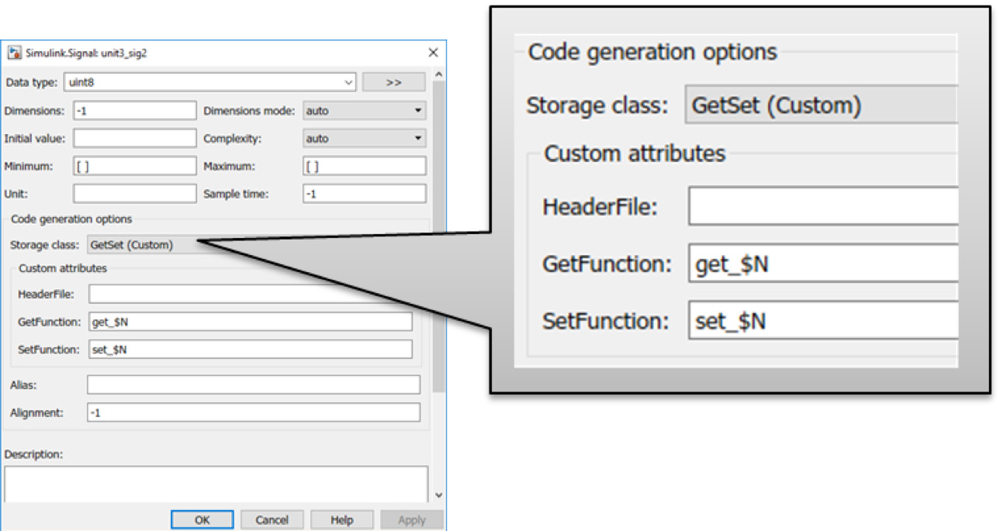 Simulink.Signal: unit3_sig2
Data type: uint8 >>
Dimensions: -1 Dimensions mode: auto
Initial value: Complexity: auto
Minimum: [ ] Maximum: [ ]
Unit: Sample time: -1
Code generation options
Storage class: GetSet (Custom)
Custom attributes
HeaderFile:
GetFunction: get_$N
SetFunction: set_$N
Alias:
Alignment: -1
Description:
OK Cancel Help Apply
Code generation options
Storage class: GetSet (Custom)
Custom attributes
HeaderFile:
GetFunction: get_$N
SetFunction: set_$N